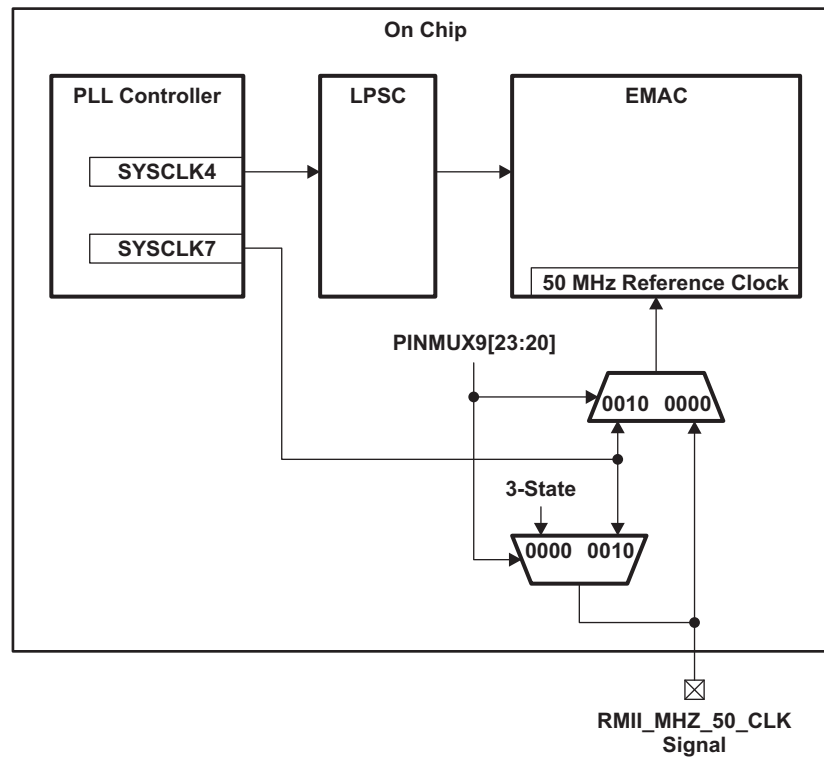 On Chip
PLL Controller
LPSC
EMAC
SYSCLK4
SYSCLK7
50 MHz Reference Clock
PINMUX9[23:20]
0010 0000
3-State
0000 0010
RMII_MHZ_50_CLK
Signal